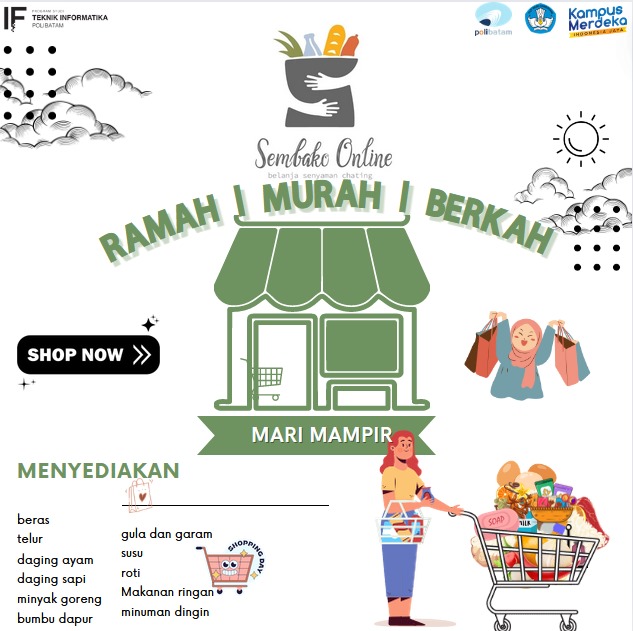 IF
PROGRAM STUDI
TEKNIK INFORMATIKA
POLIBATAM
polibatam
Kampus
Merdeka
INDONESIA JAYA
Sembako Online
belanja senyaman chating
RAMAH | MURAH | BERKAH
SHOP NOW
MARI MAMPIR
MENYEDIAKAN
beras
telur
daging ayam
daging sapi
minyak goreng
bumbu dapur
gula dan garam
susu
roti
Makanan ringan
minuman dingin
SHOPPING DAY
SOAP
MILK